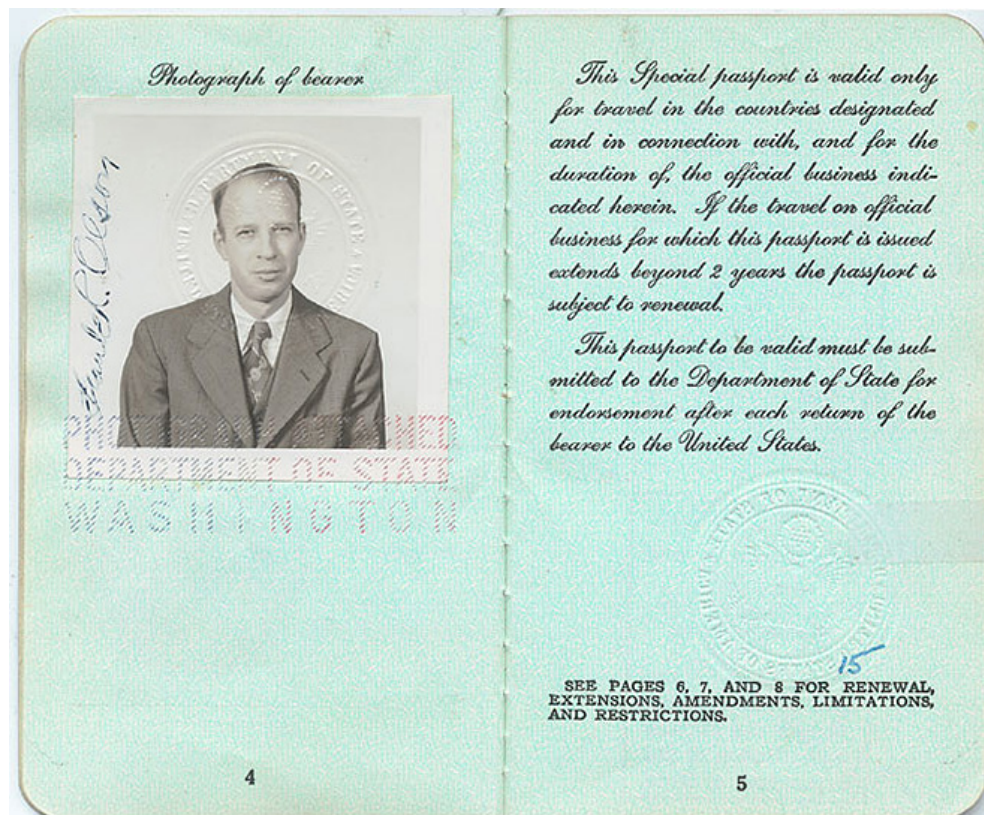 Photograph of bearer
Frank R. Olson
DEPARTMENT OF STATE
PHOTOGRAPH ATTACHED
DEPARTMENT OF STATE
WASHINGTON
4
This Special passport is valid only
for travel in the countries designated
and in connection with, and for the
duration of, the official business indi-
cated herein. If the travel on official
business for which this passport is issued
extends beyond 2 years the passport is
subject to renewal.
This passport to be valid must be sub-
mitted to the Department of State for
endorsement after each return of the
bearer to the United States.
15
SEE PAGES 6, 7, AND 8 FOR RENEWAL,
EXTENSIONS, AMENDMENTS, LIMITATIONS,
AND RESTRICTIONS.
5